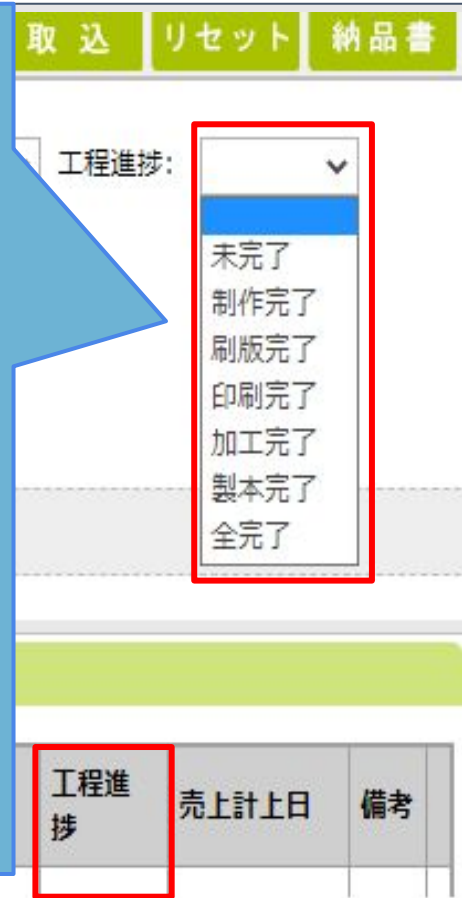 取込 リセット 納品書
工程進捗:
未完了
制作完了
刷版完了
印刷完了
加工完了
製本完了
全完了
工程進
捗
売上計上日
備考